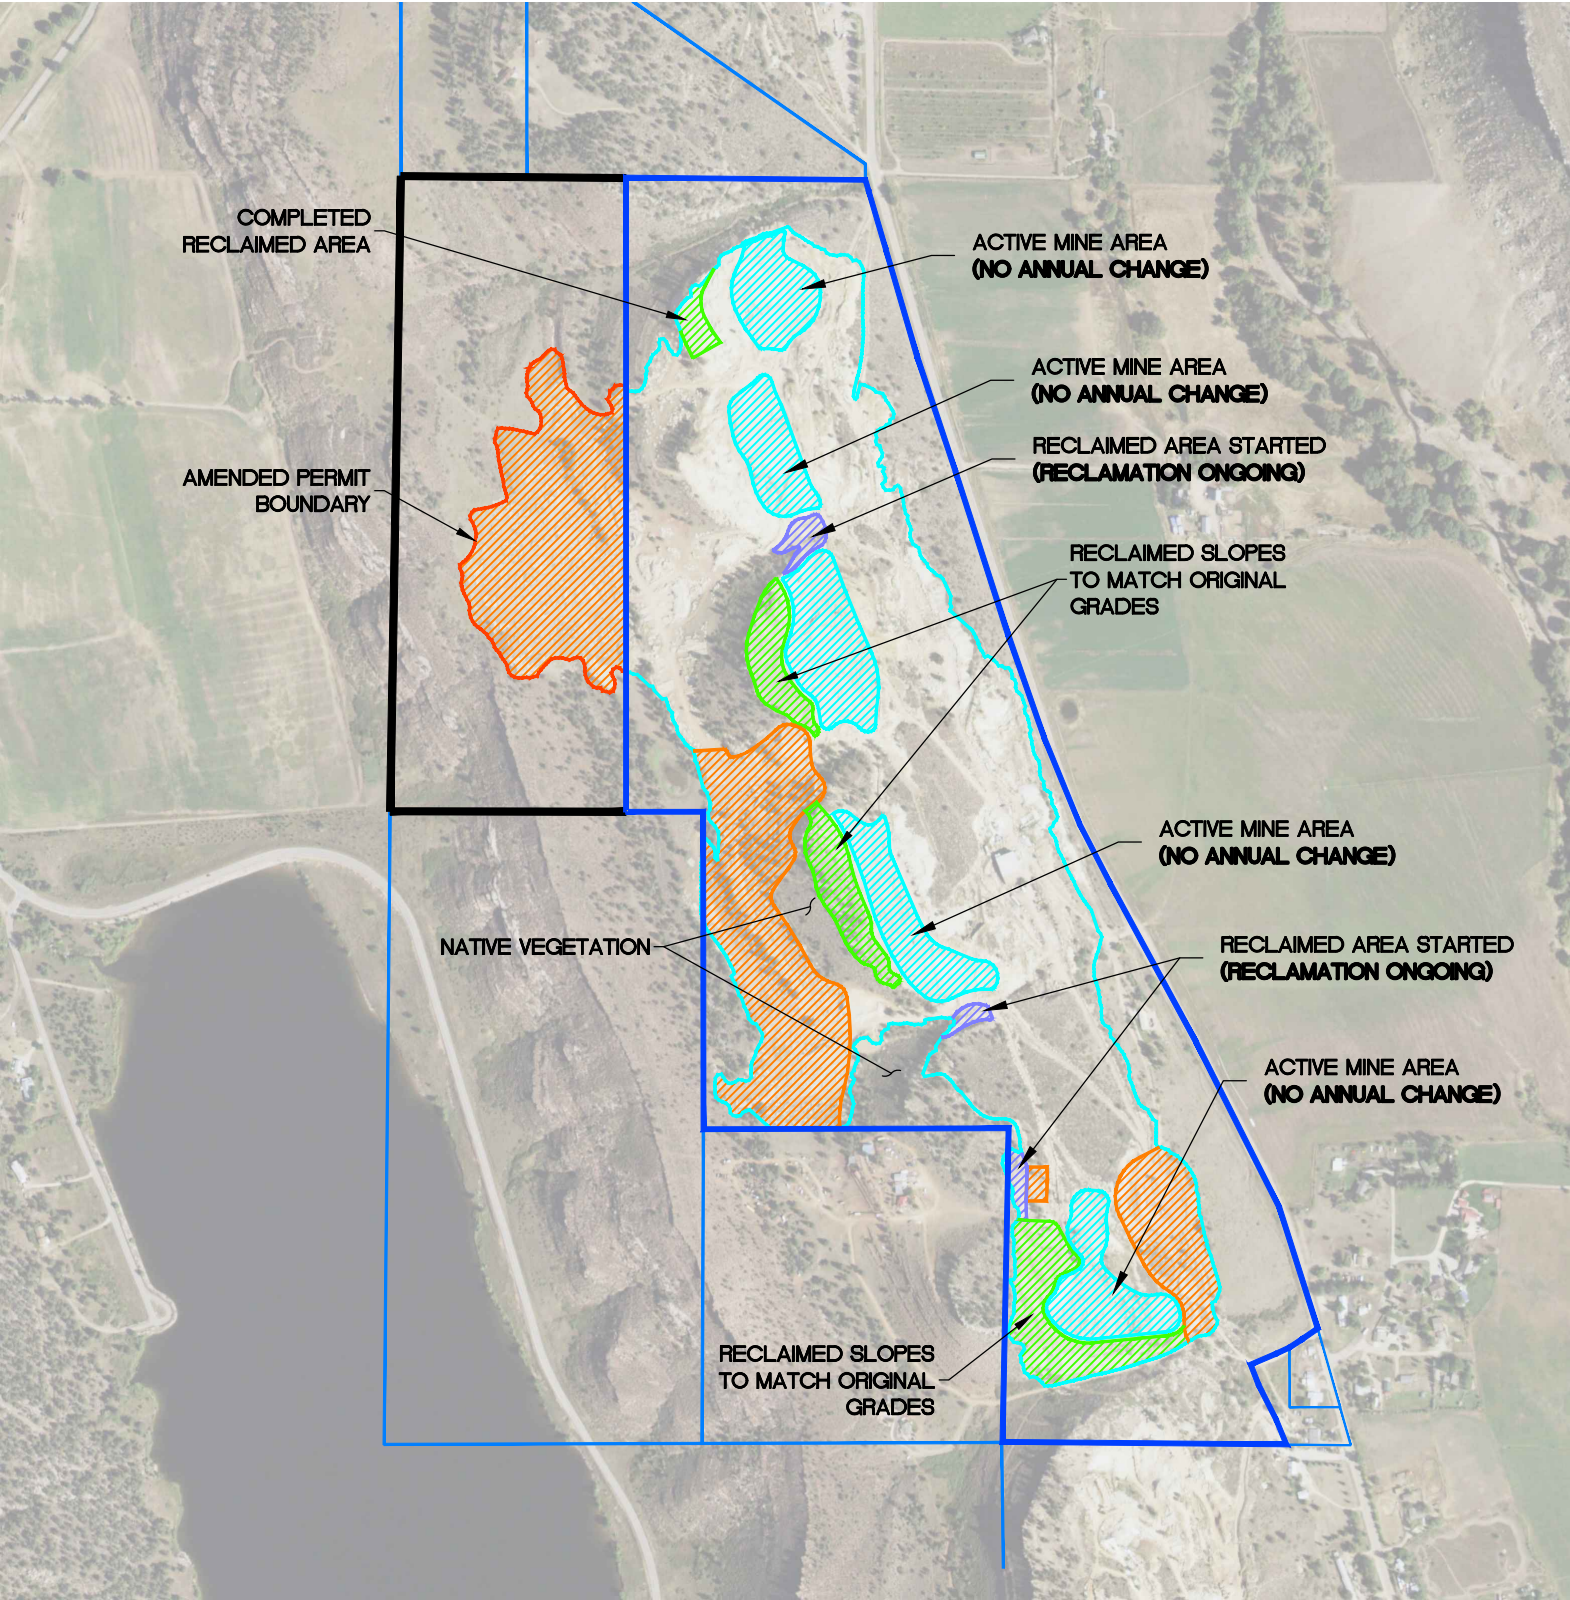 COMPLETED
RECLAIMED AREA
ACTIVE MINE AREA
(NO ANNUAL CHANGE)
ACTIVE MINE AREA
(NO ANNUAL CHANGE)
RECLAIMED AREA STARTED
(RECLAMATION ONGOING)
AMENDED PERMIT
BOUNDARY
RECLAIMED SLOPES
TO MATCH ORIGINAL
GRADES
ACTIVE MINE AREA
(NO ANNUAL CHANGE)
NATIVE VEGETATION
RECLAIMED AREA STARTED
(RECLAMATION ONGOING)
ACTIVE MINE AREA
(NO ANNUAL CHANGE)
RECLAIMED SLOPES
TO MATCH ORIGINAL
GRADES